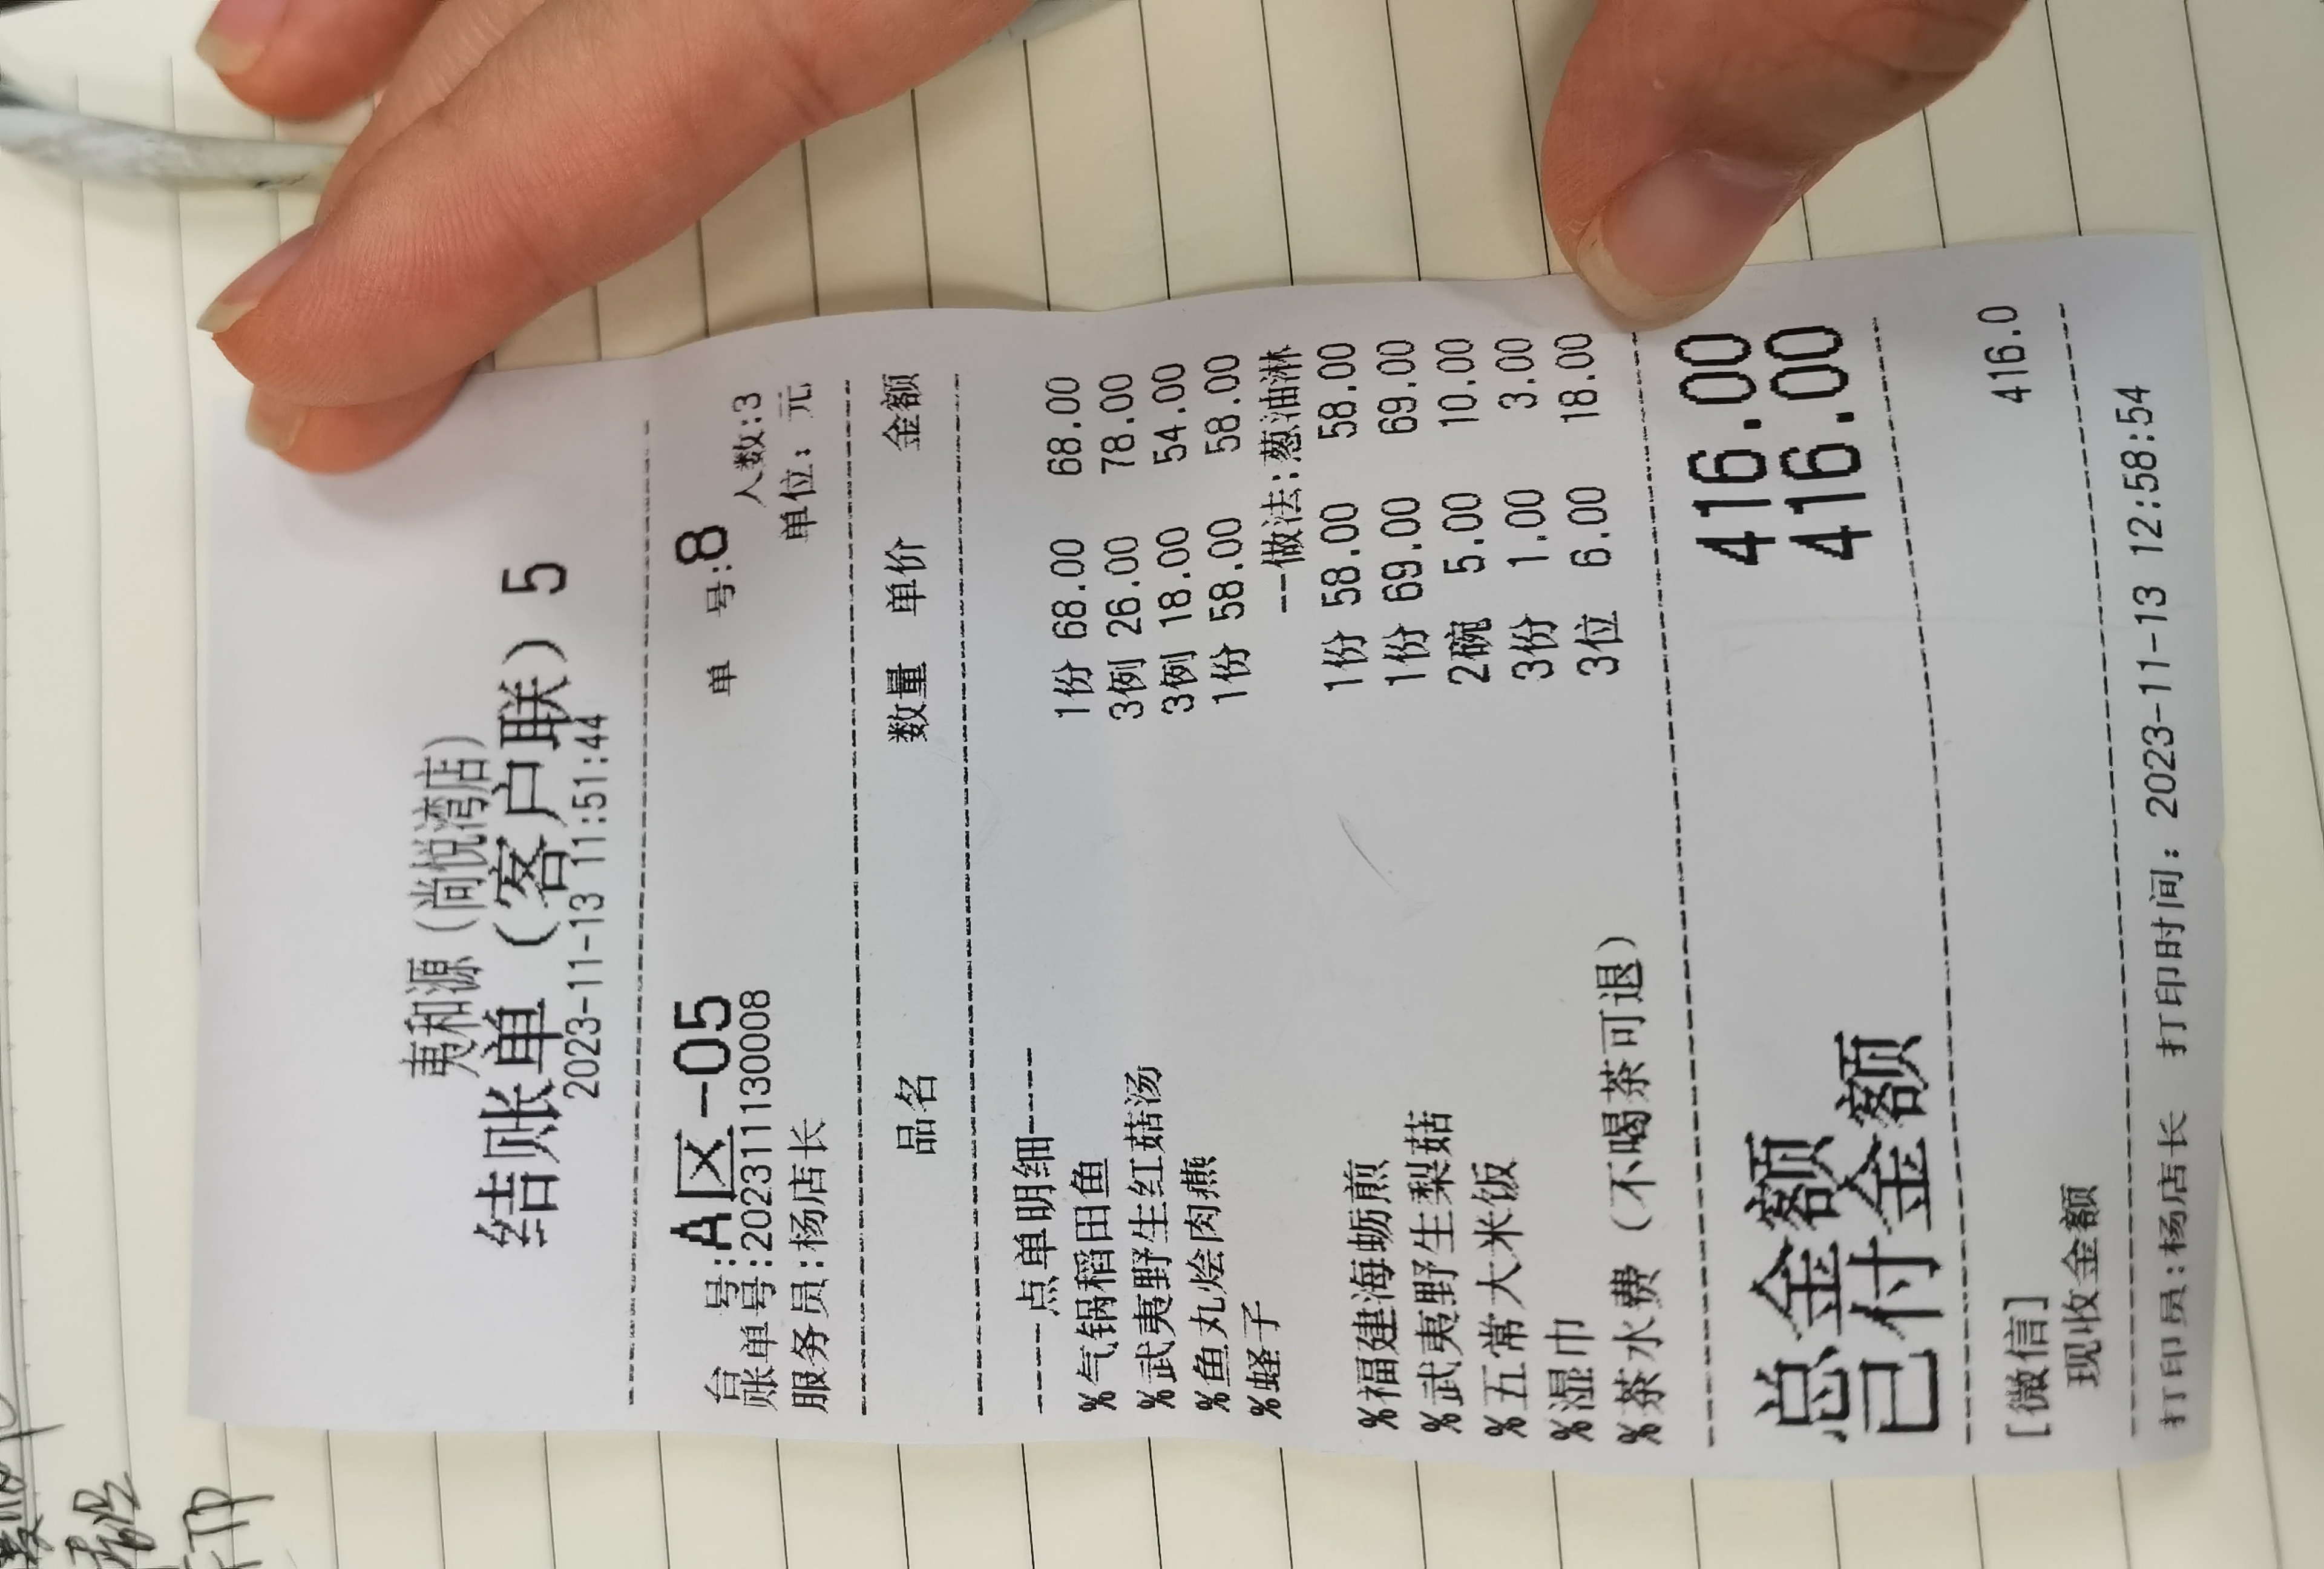 夷和源(尚悦湾店)
结账单(客户联)5
2023-11-13 11:51:44
台 号:A区-05 单 号:8
账单号:202311130008 人数:3
服务员:杨店长 单位: 元
品名 数量 单价 金额
----点单明细----
%气锅稻田鱼 1份 68.00 68.00
%武夷野生红菇汤 3例 26.00 78.00
%鱼丸烩肉燕 3例 18.00 54.00
%蛏子 1份 58.00 58.00
--做法:葱油淋
%福建海蛎煎 1份 58.00 58.00
%武夷野生梨菇 1份 69.00 69.00
%五常大米饭 2碗 5.00 10.00
%湿巾 3份 1.00 3.00
%茶水费(不喝茶可退) 3位 6.00 18.00
总金额 416.00
已付金额 416.00
[微信]
现收金额 416.0
打印员:杨店长 打印时间: 2023-11-13 12:58:54